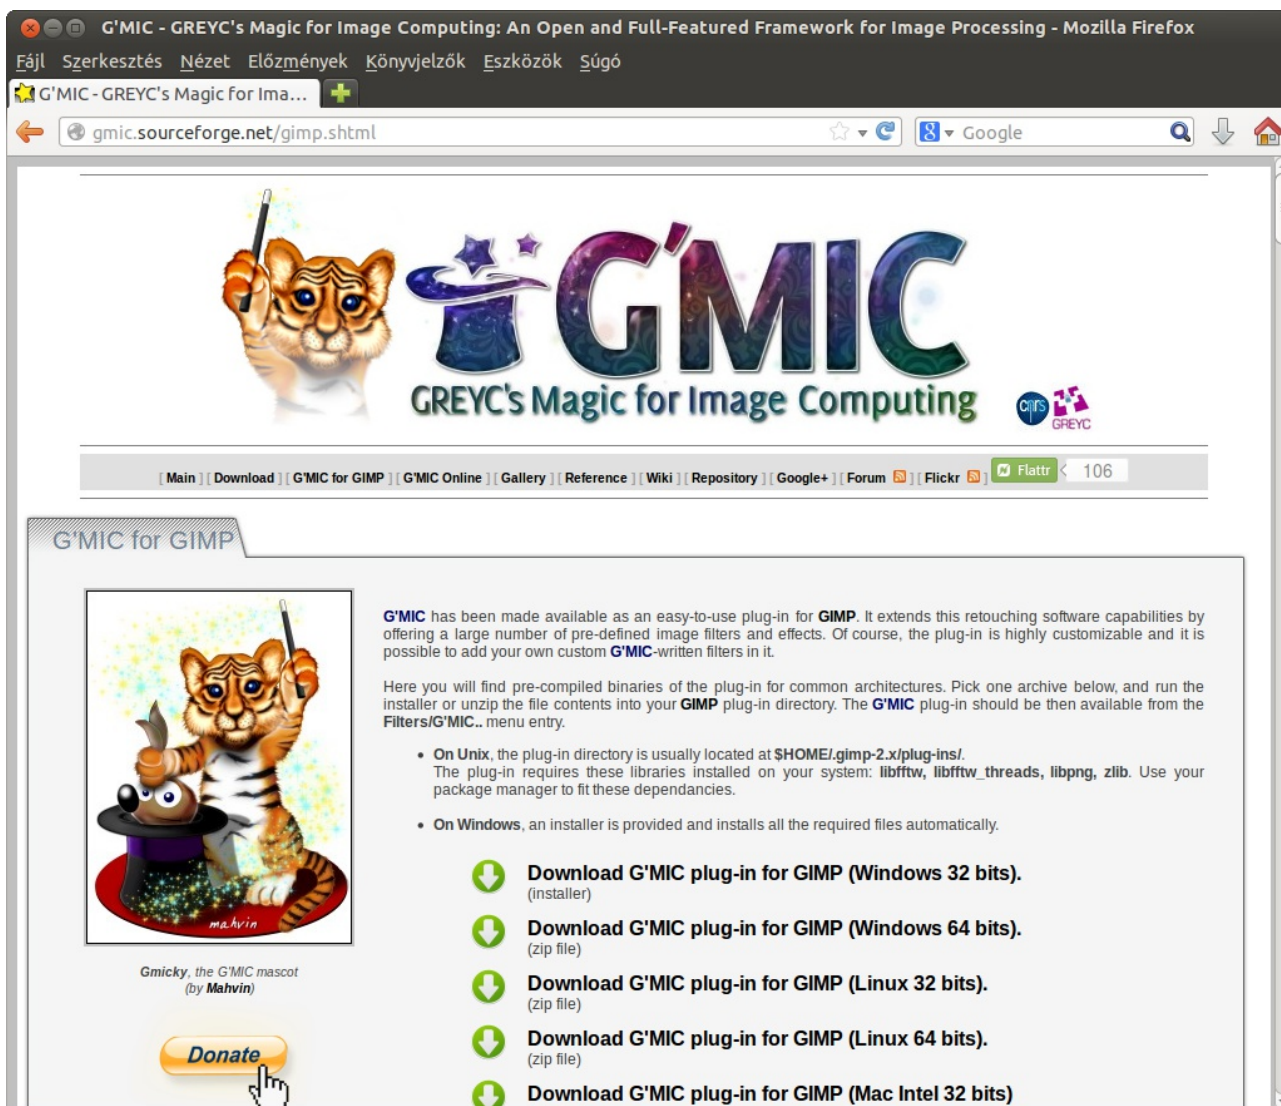 G'MIC - GREYC's Magic for Image Computing: An Open and Full-Featured Framework for Image Processing - Mozilla Firefox
Fájl Szerkesztés Nézet Előzmények Könyvjelzők Eszközök Súgó
G'MIC - GREYC's Magic for Ima...
gmic.sourceforge.net/gimp.shtml
8 Google
G'MIC
GREYC's Magic for Image Computing
cnrs
GREYC
[ Main ] [ Download ] [ G'MIC for GIMP ] [ G'MIC Online ] [ Gallery ] [ Reference ] [ Wiki ] [ Repository ] [ Google+ ] [ Forum ] [ Flickr ] Flattr 106
G'MIC for GIMP
G'MIC has been made available as an easy-to-use plug-in for GIMP. It extends this retouching software capabilities by
offering a large number of pre-defined image filters and effects. Of course, the plug-in is highly customizable and it is
possible to add your own custom G'MIC-written filters in it.
Here you will find pre-compiled binaries of the plug-in for common architectures. Pick one archive below, and run the
installer or unzip the file contents into your GIMP plug-in directory. The G'MIC plug-in should be then available from the
Filters/G'MIC.. menu entry.
• On Unix, the plug-in directory is usually located at $HOME/.gimp-2.x/plug-ins/.
The plug-in requires these libraries installed on your system: libfftw, libfftw_threads, libpng, zlib. Use your
package manager to fit these dependancies.
• On Windows, an installer is provided and installs all the required files automatically.
mahvin
Gmicky, the G'MIC mascot
(by Mahvin)
Donate
Download G'MIC plug-in for GIMP (Windows 32 bits).
(installer)
Download G'MIC plug-in for GIMP (Windows 64 bits).
(zip file)
Download G'MIC plug-in for GIMP (Linux 32 bits).
(zip file)
Download G'MIC plug-in for GIMP (Linux 64 bits).
(zip file)
Download G'MIC plug-in for GIMP (Mac Intel 32 bits)